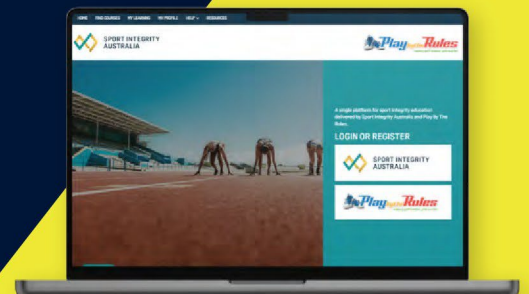 HOME FIND COURSES MY LEARNING MY PROFILE HELP RESOURCES
SPORT INTEGRITY
AUSTRALIA
Play by the Rules
A single platform for sport integrity education
delivered by Sport Integrity Australia and Play by The
Rules.
LOGIN OR REGISTER
SPORT INTEGRITY
AUSTRALIA
Play by the Rules